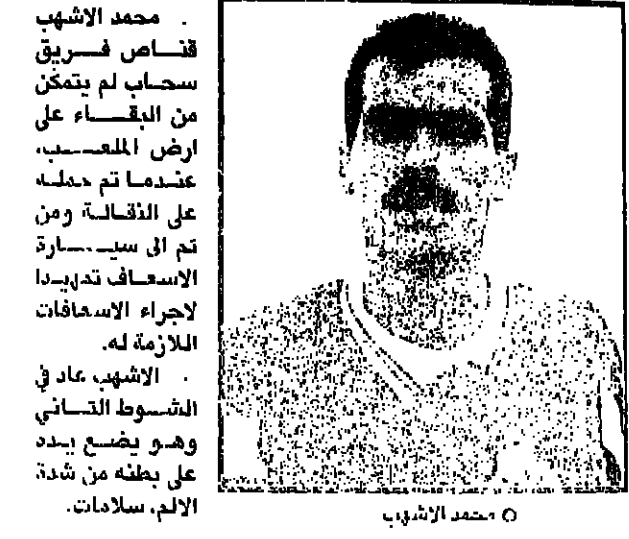 . محمد الاشهب
قناص فريق
سحاب لم يتمكن
من البقاء على
ارض الملعب،
عندما تم حمله
على النقالة ومن
تم الى سيارة
الاسعاف تمهيدا
لاجراء الاسعافات
اللازمة له.
. الاشهب عاد في
الشوط الثاني
وهو يضع يده
على بطنه من شدة
الالم، سلامات.
○ محمد الاشهب